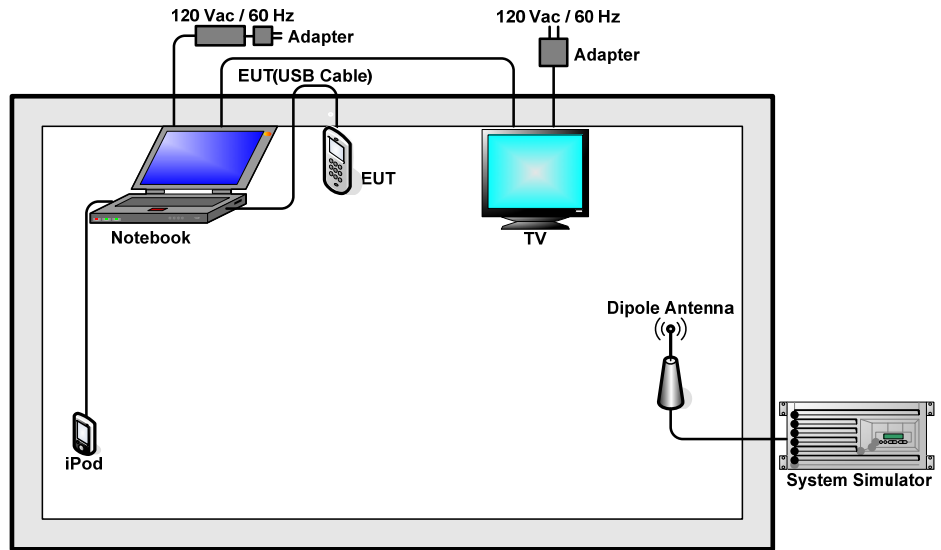 120 Vac / 60 Hz
Adapter
120 Vac / 60 Hz
Adapter
EUT(USB Cable)
EUT
Notebook
TV
Dipole Antenna
iPod
System Simulator